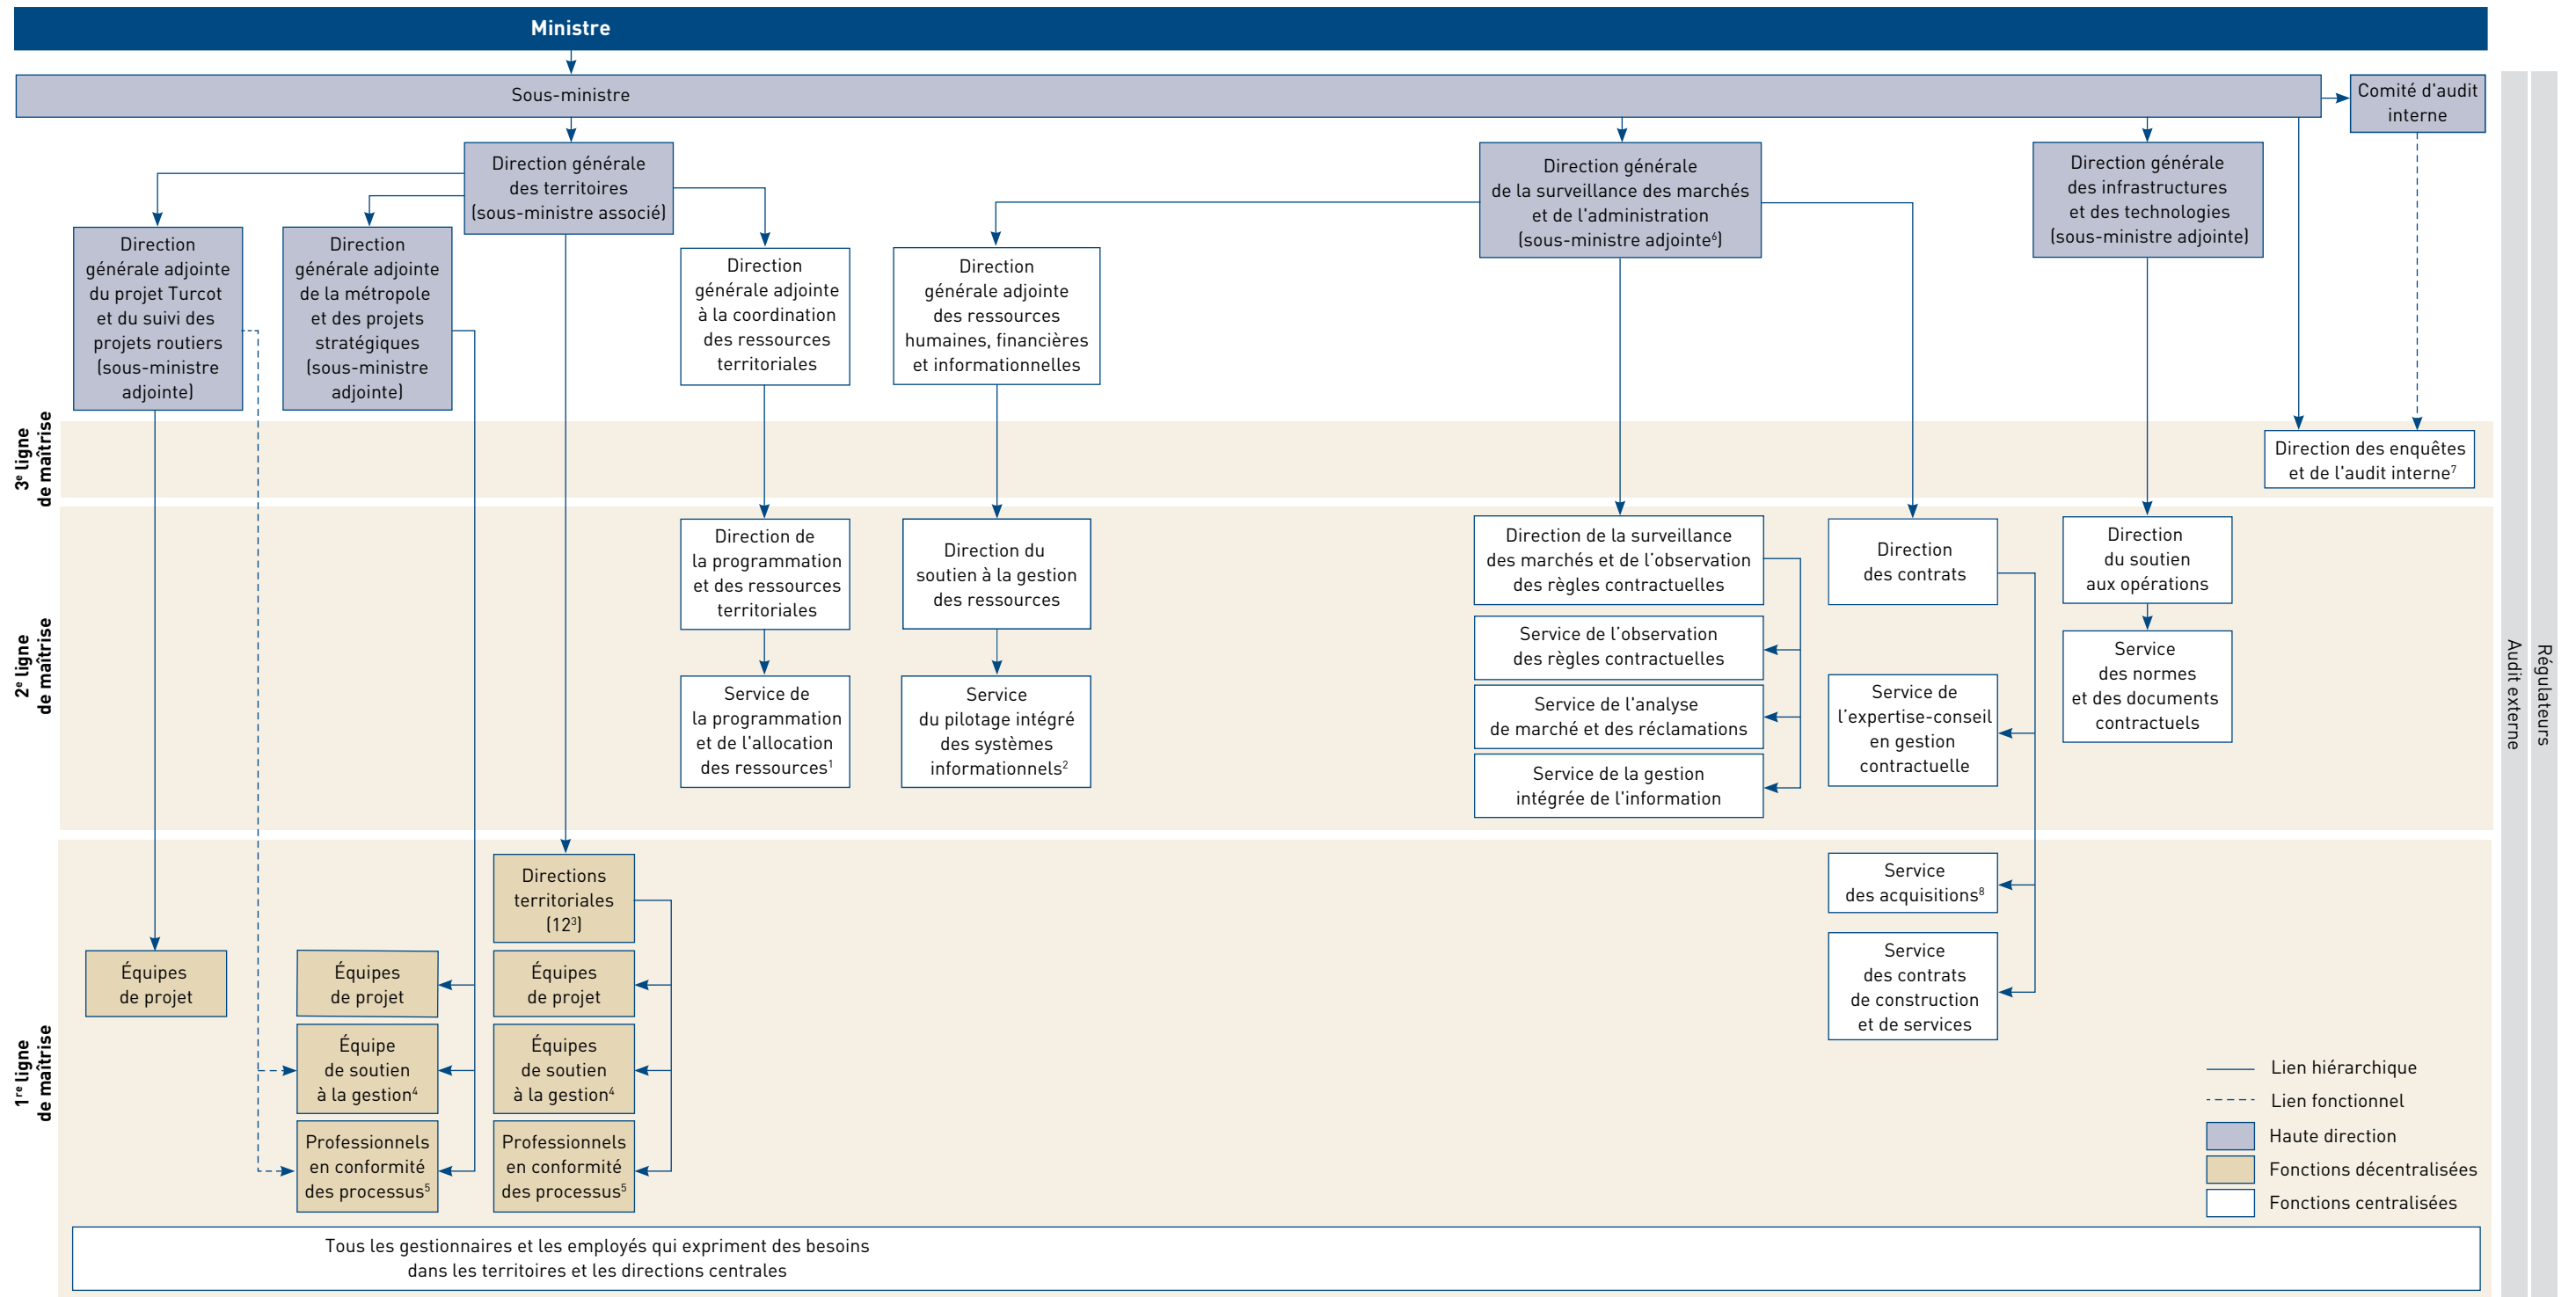 Ministre
Sous-ministre
Comité d'audit
interne
Direction générale
des territoires
(sous-ministre associé)
Direction générale
de la surveillance des marchés
et de l'administration
(sous-ministre adjointe⁶)
Direction générale
des infrastructures
et des technologies
(sous-ministre adjointe)
Direction
générale adjointe
du projet Turcot
et du suivi des
projets routiers
(sous-ministre
adjointe)
Direction
générale adjointe
de la métropole
et des projets
stratégiques
(sous-ministre
adjointe)
Direction
générale adjointe
à la coordination
des ressources
territoriales
Direction
générale adjointe
des ressources
humaines, financières
et informationnelles
3ᵉ ligne
de maîtrise
Direction des enquêtes
et de l'audit interne⁷
2ᵉ ligne
de maîtrise
Direction de
la programmation
et des ressources
territoriales
Direction du
soutien à la gestion
des ressources
Direction de la surveillance
des marchés et de l'observation
des règles contractuelles
Direction
des contrats
Direction
du soutien
aux opérations
Service de l'observation
des règles contractuelles
Service
des normes
et des documents
contractuels
Service de
la programmation
et de l'allocation
des ressources¹
Service
du pilotage intégré
des systèmes
informationnels²
Service de l'analyse
de marché et des réclamations
Service de
l'expertise-conseil
en gestion
contractuelle
Service de la gestion
intégrée de l'information
1ʳᵉ ligne
de maîtrise
Directions
territoriales
(12³)
Service
des acquisitions⁸
Équipes
de projet
Équipes
de projet
Équipes
de projet
Service
des contrats
de construction
et de services
Équipe
de soutien
à la gestion⁴
Équipes
de soutien
à la gestion⁴
Professionnels
en conformité
des processus⁵
Professionnels
en conformité
des processus⁵
Lien hiérarchique
Lien fonctionnel
Haute direction
Fonctions décentralisées
Fonctions centralisées
Tous les gestionnaires et les employés qui expriment des besoins
dans les territoires et les directions centrales
Audit externe
Régulateurs